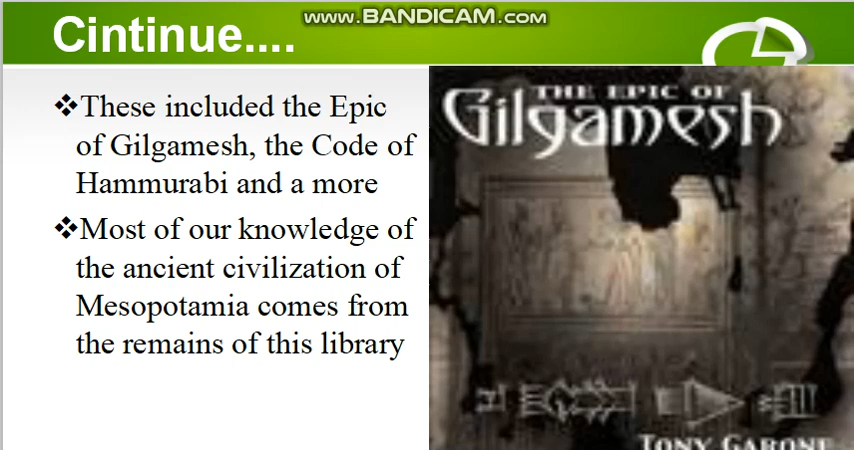 WWW.BANDICAM.COM
Cintinue....
❖These included the Epic
of Gilgamesh, the Code of
Hammurabi and a more
❖Most of our knowledge of
the ancient civilization of
Mesopotamia comes from
the remains of this library
THE EPIC OF
Gilgamesh
TONY GARONE